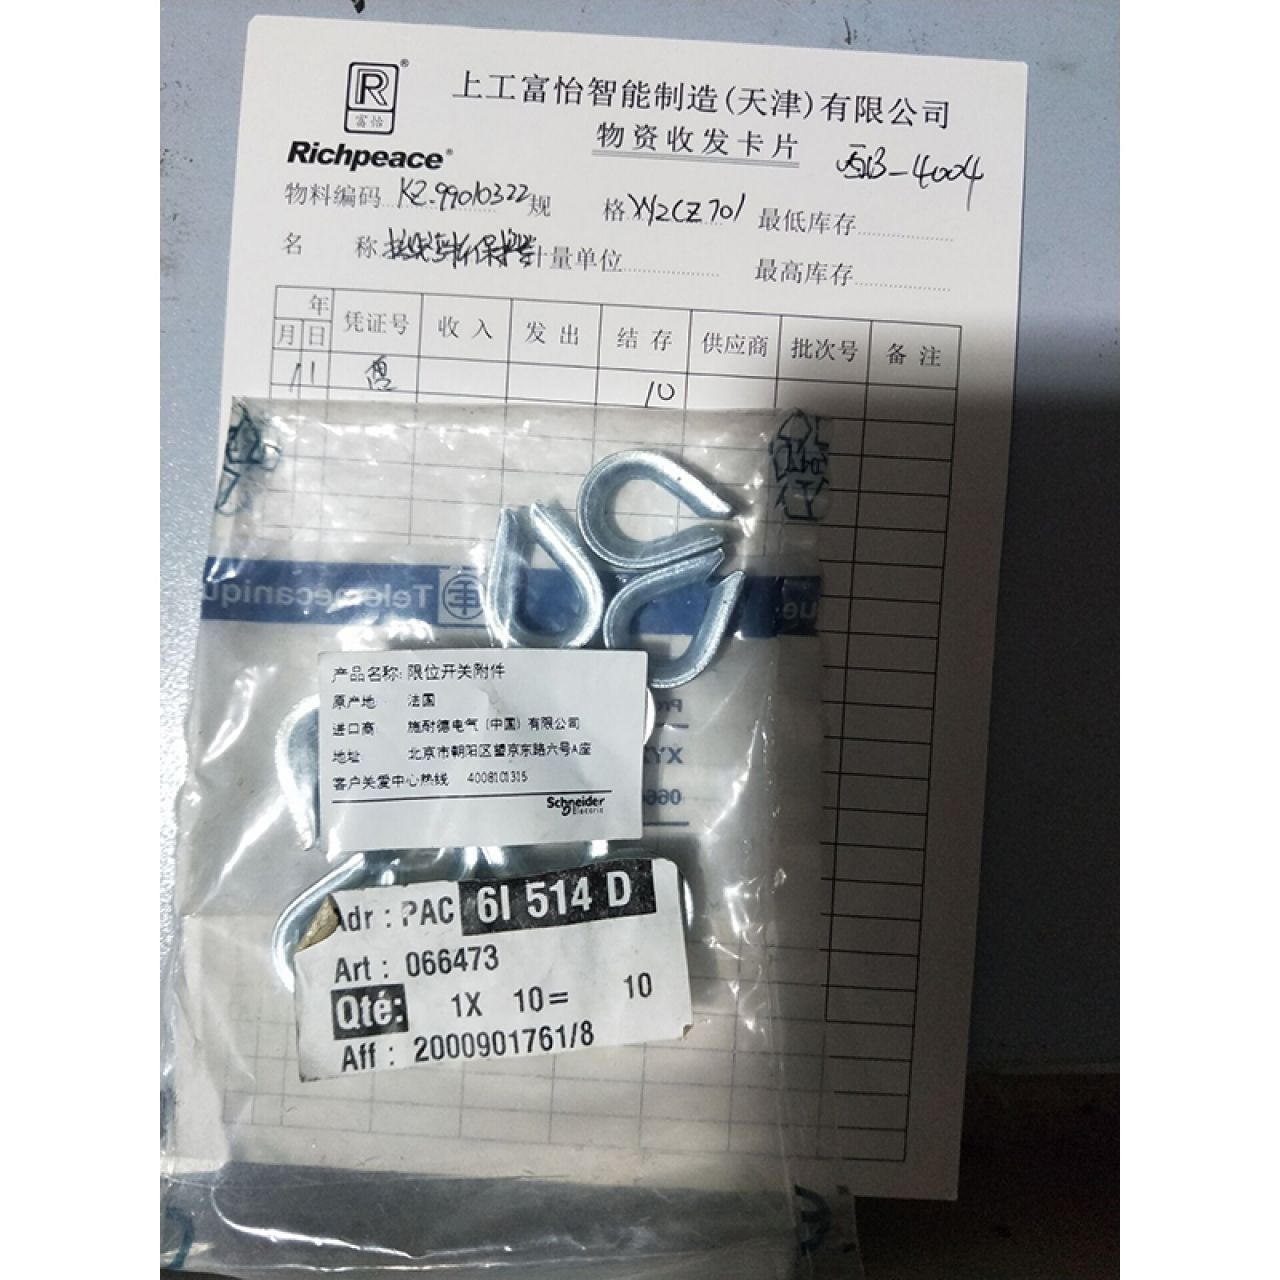 R®
富怡
Richpeace®
上工富怡智能制造(天津)有限公司
物资收发卡片
物料编码 KZ.99010322 规格 XY2CZ701 最低库存
名称 计量单位 最高库存
年
月 日 凭证号 收入 发出 结存 供应商 批次号 备注
1 1 10
Telemecaniqu
ue
产品名称: 限位开关附件
原产地 法国
进口商 施耐德电气 (中国) 有限公司
地址 北京市朝阳区望京东路六号A座
客户关爱中心热线 4008101315
Schneider
Electric
Adr : PAC 6I 514 D
Art : 066473
Qté: 1X 10= 10
Aff : 2000901761/8